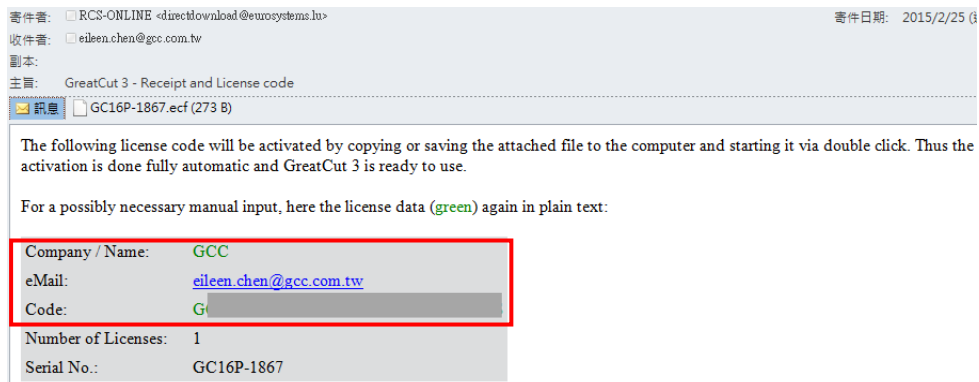 寄件者: RCS-ONLINE <directdownload@eurosystems.lu> 寄件日期: 2015/2/25
收件者: eileen.chen@gcc.com.tw
副本:
主旨: GreatCut 3 - Receipt and License code
訊息 GC16P-1867.ecf (273 B)
The following license code will be activated by copying or saving the attached file to the computer and starting it via double click. Thus the
activation is done fully automatic and GreatCut 3 is ready to use.
For a possibly necessary manual input, here the license data (green) again in plain text:
Company / Name: GCC
eMail: eileen.chen@gcc.com.tw
Code: G
Number of Licenses: 1
Serial No.: GC16P-1867